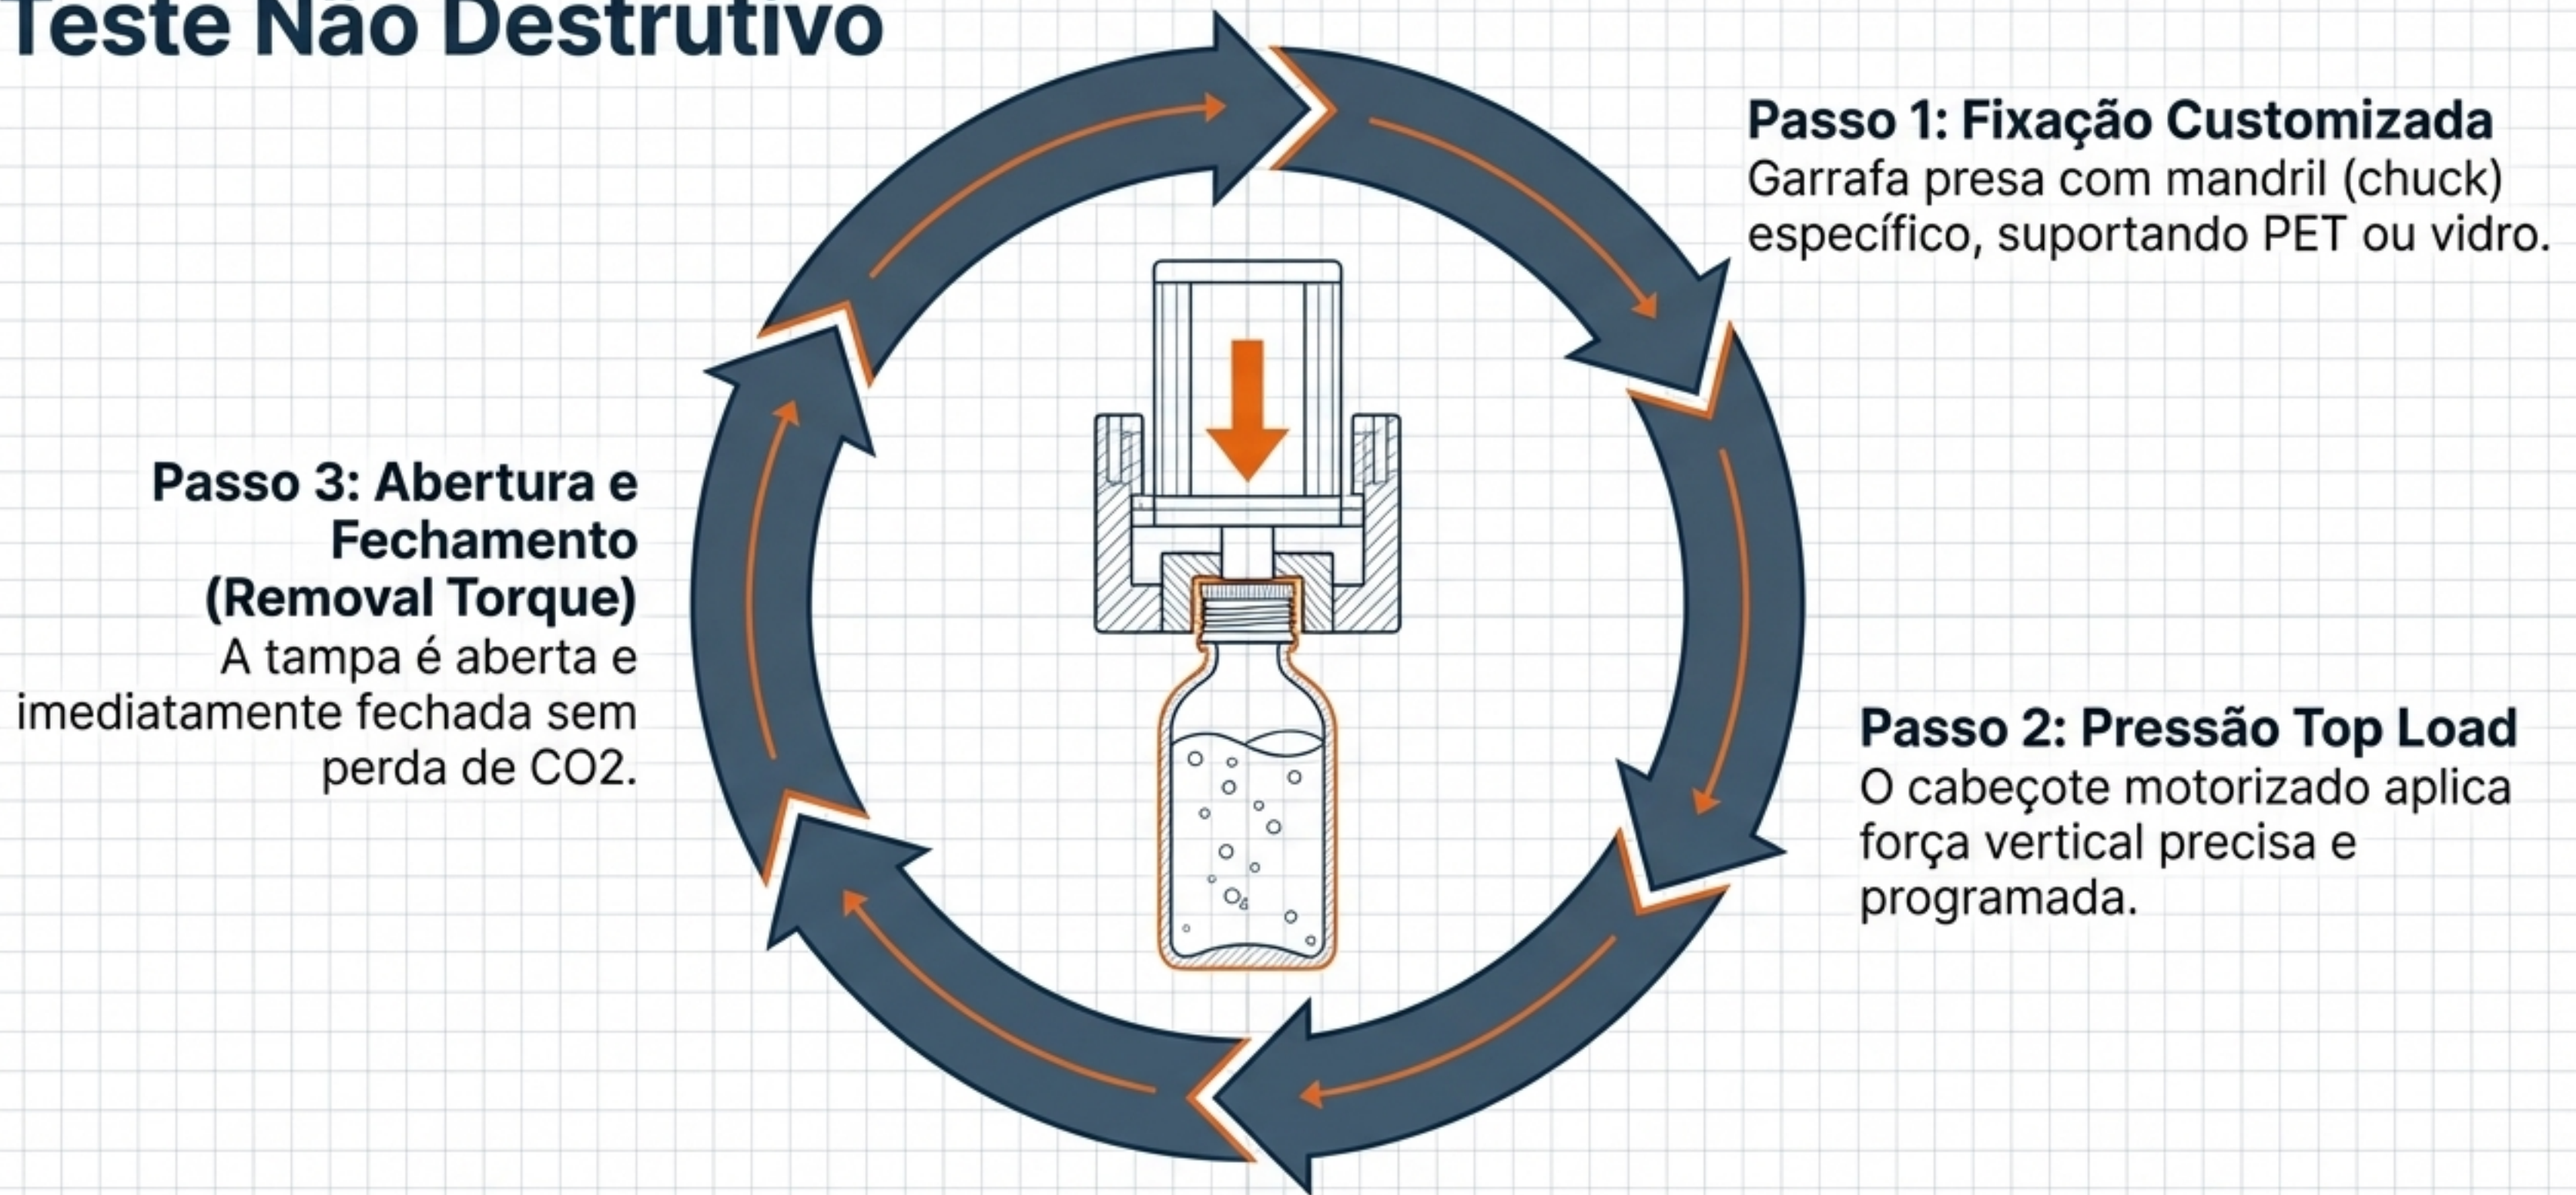 Teste Não Destrutivo
Passo 1: Fixação Customizada
Garrafa presa com mandril (chuck)
específico, suportando PET ou vidro.
Passo 2: Pressão Top Load
O cabeçote motorizado aplica
força vertical precisa e
programada.
Passo 3: Abertura e
Fechamento
(Removal Torque)
A tampa é aberta e
imediatamente fechada sem
perda de CO2.